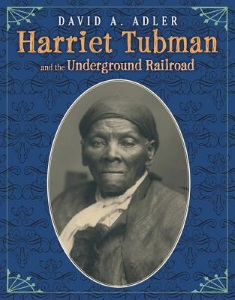 DAVID A. ADLER
Harriet Tubman
and the Underground Railroad